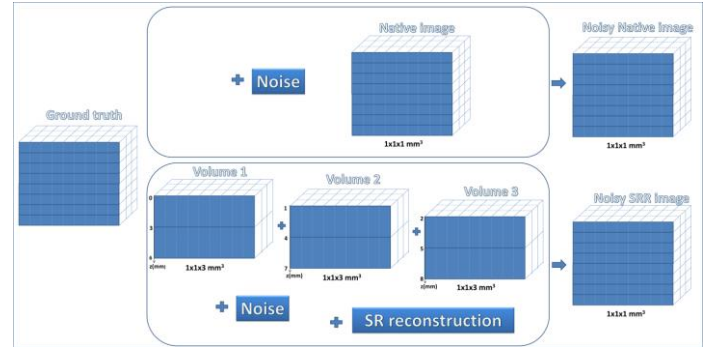 Native image
Noisy Native image
+ Noise
1x1x1 mm³
1x1x1 mm³
Ground truth
Volume 1
Volume 2
Volume 3
Noisy SRR image
0
3
z(mm)
1x1x3 mm³
+
1
4
7
z(mm)
1x1x3 mm³
+
2
5
8
z(mm)
1x1x3 mm³
1x1x1 mm³
+ Noise
+ SR reconstruction